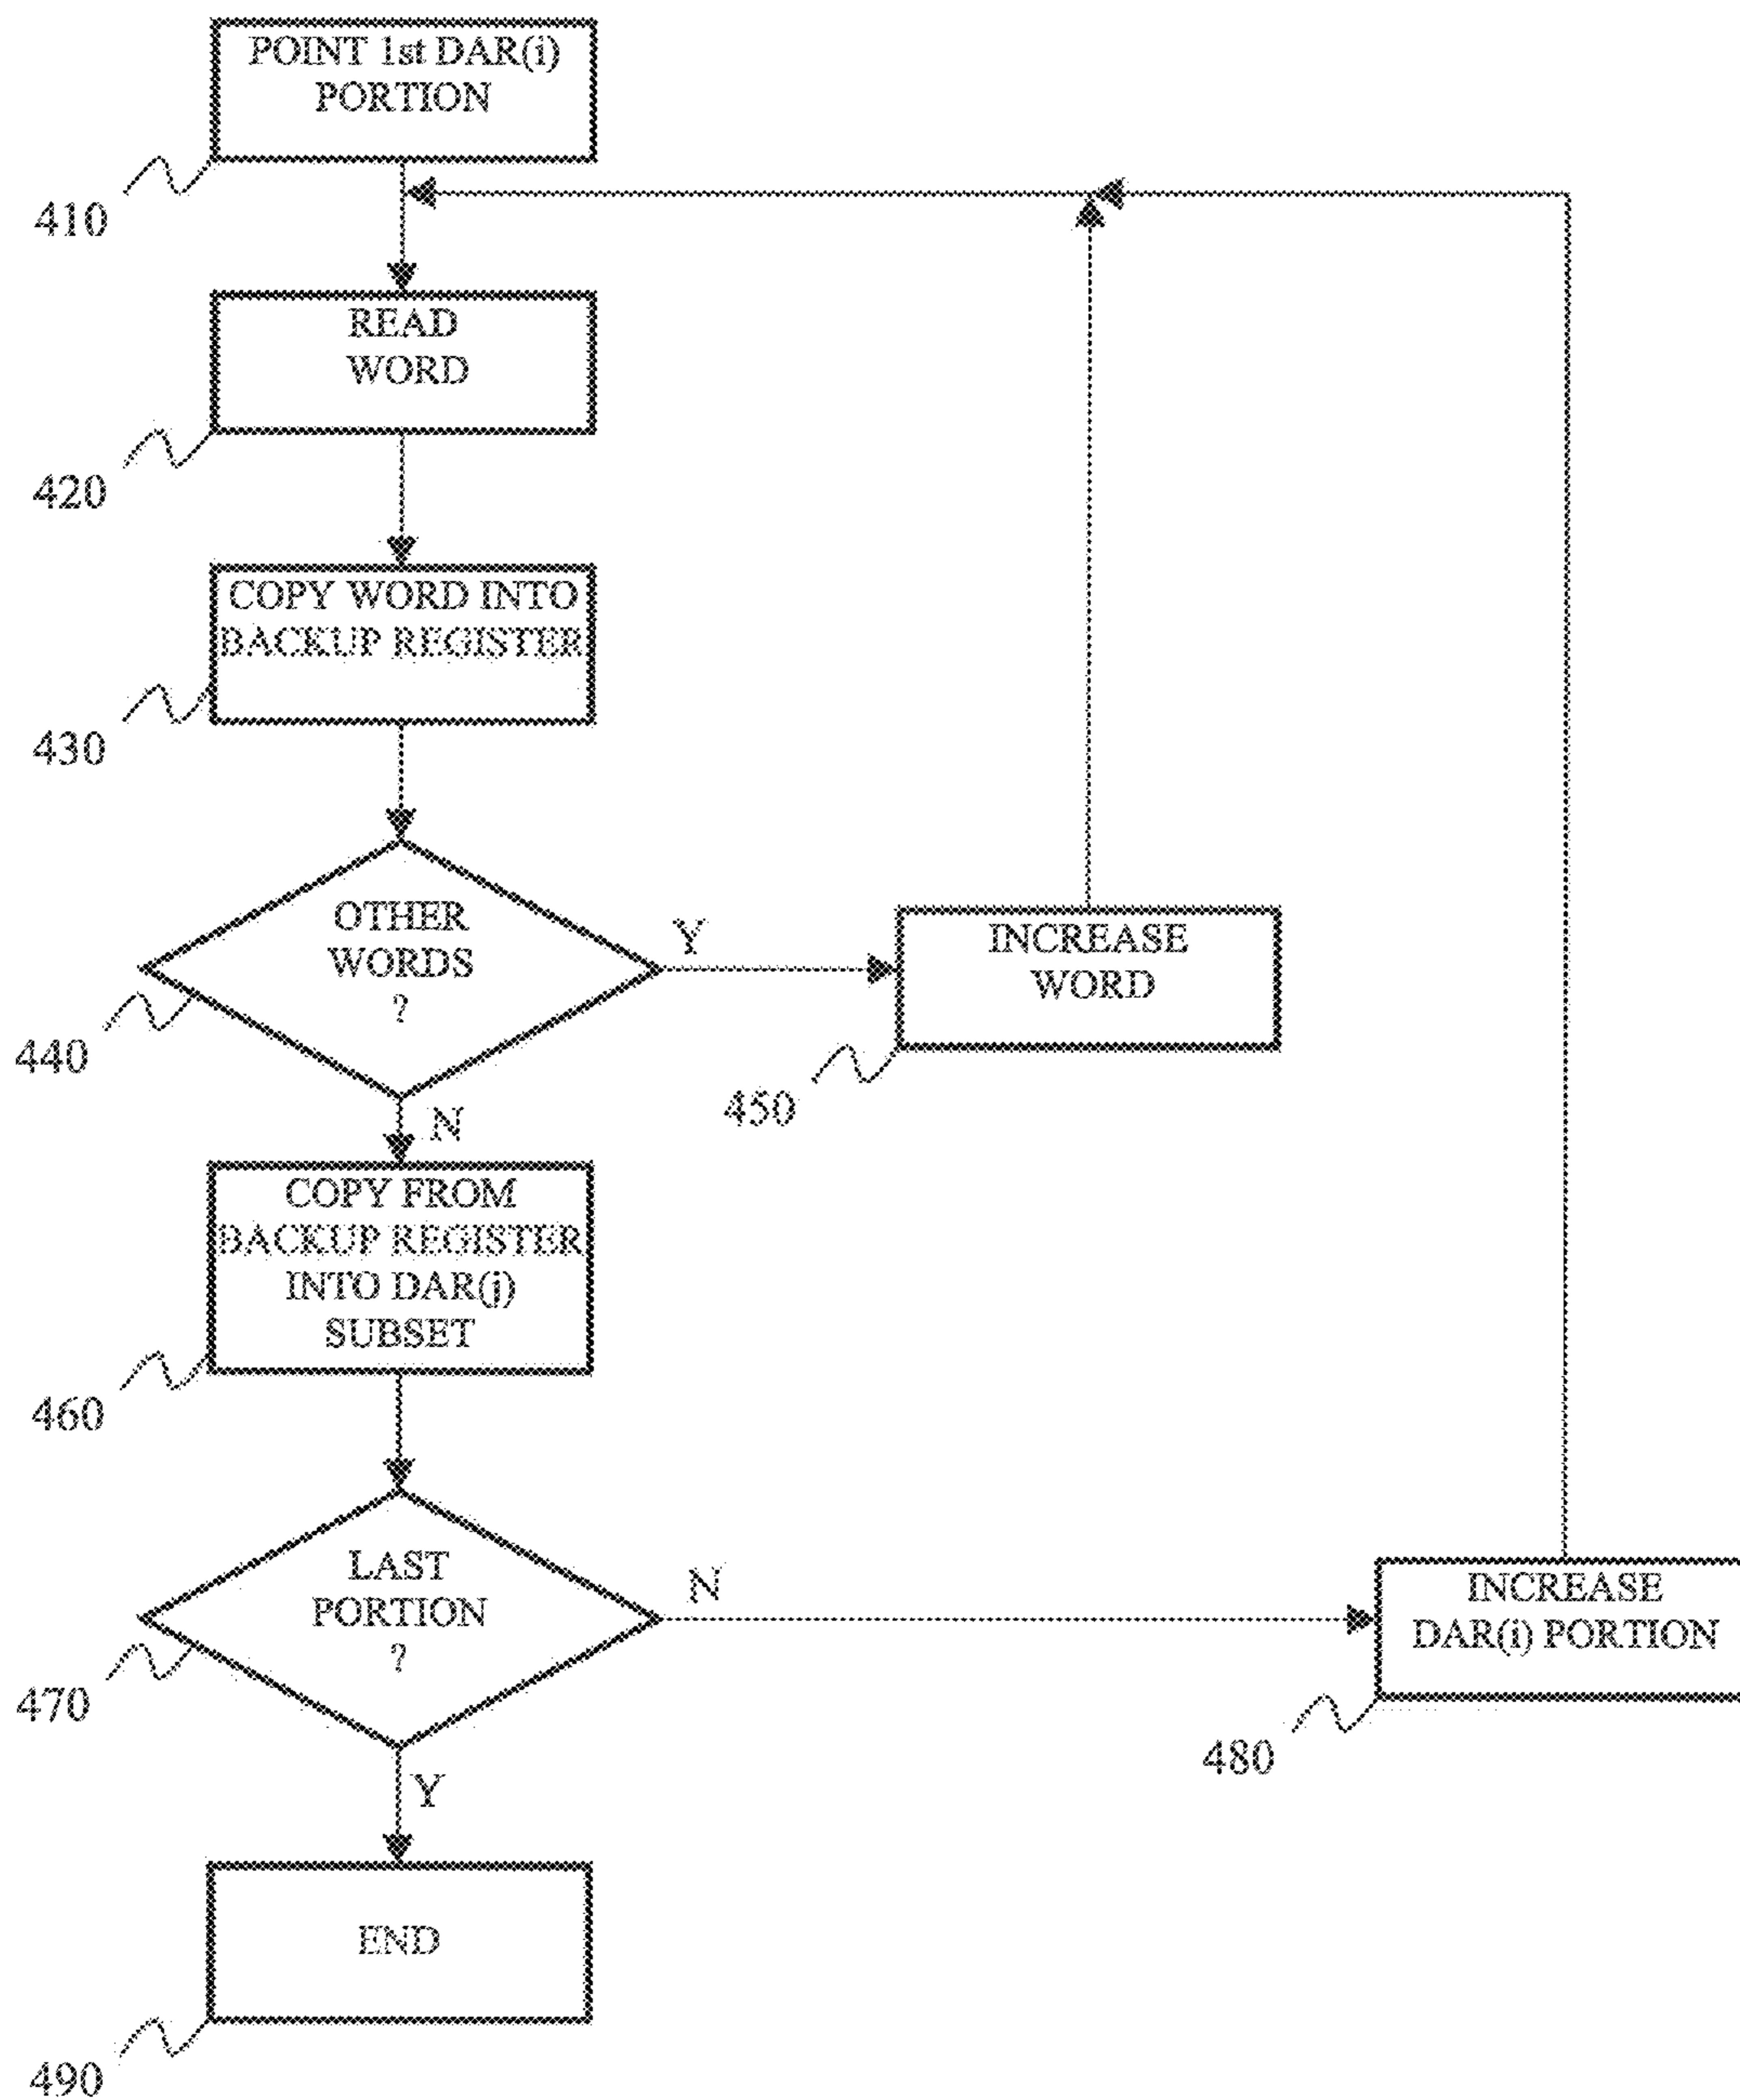 POINT 1st DAR(i)
PORTION
410
READ
WORD
420
COPY WORD INTO
BACKUP REGISTER
430
OTHER
WORDS
?
Y
440
INCREASE
WORD
450
N
COPY FROM
BACKUP REGISTER
INTO DAR(j)
SUBSET
460
LAST
PORTION
?
N
470
INCREASE
DAR(i) PORTION
480
Y
END
490